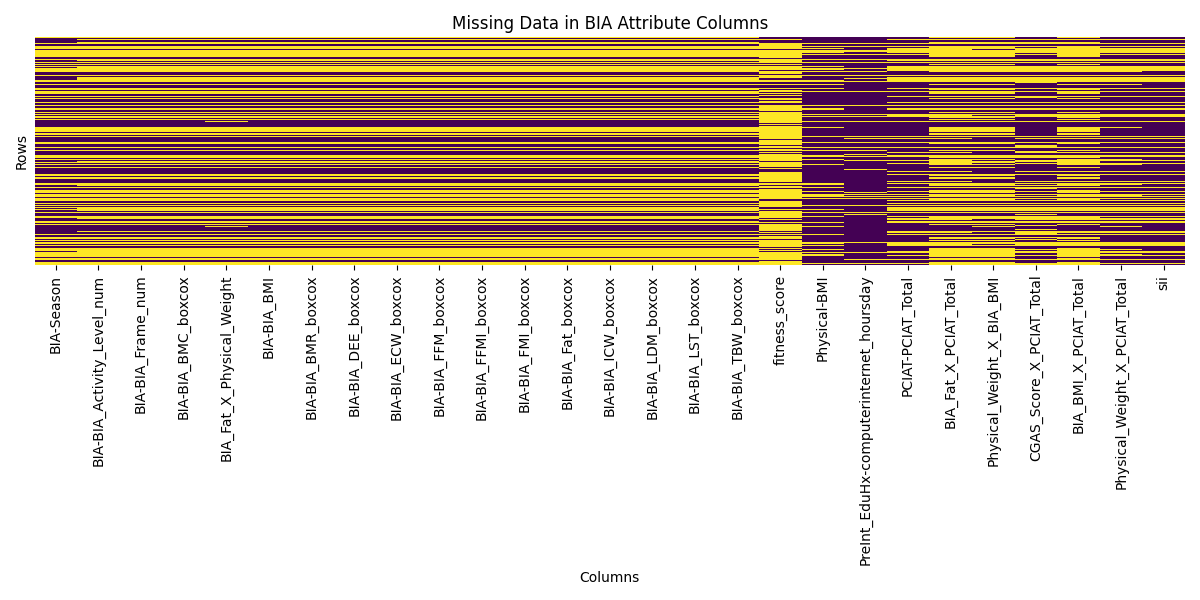 Missing Data in BIA Attribute Columns
Rows
BIA-Season
BIA-BIA_Activity_Level_num
BIA-BIA_Frame_num
BIA-BIA_BMC_boxcox
BIA_Fat_X_Physical_Weight
BIA-BIA_BMI
BIA-BIA_BMR_boxcox
BIA-BIA_DEE_boxcox
BIA-BIA_ECW_boxcox
BIA-BIA_FFM_boxcox
BIA-BIA_FFMI_boxcox
BIA-BIA_FMI_boxcox
BIA-BIA_Fat_boxcox
BIA-BIA_ICW_boxcox
BIA-BIA_LDM_boxcox
BIA-BIA_LST_boxcox
BIA-BIA_TBW_boxcox
fitness_score
Physical-BMI
PreInt_EduHx-computerinternet_hoursday
PCIAT-PCIAT_Total
BIA_Fat_X_PCIAT_Total
Physical_Weight_X_BIA_BMI
CGAS_Score_X_PCIAT_Total
BIA_BMI_X_PCIAT_Total
Physical_Weight_X_PCIAT_Total
sii
Columns